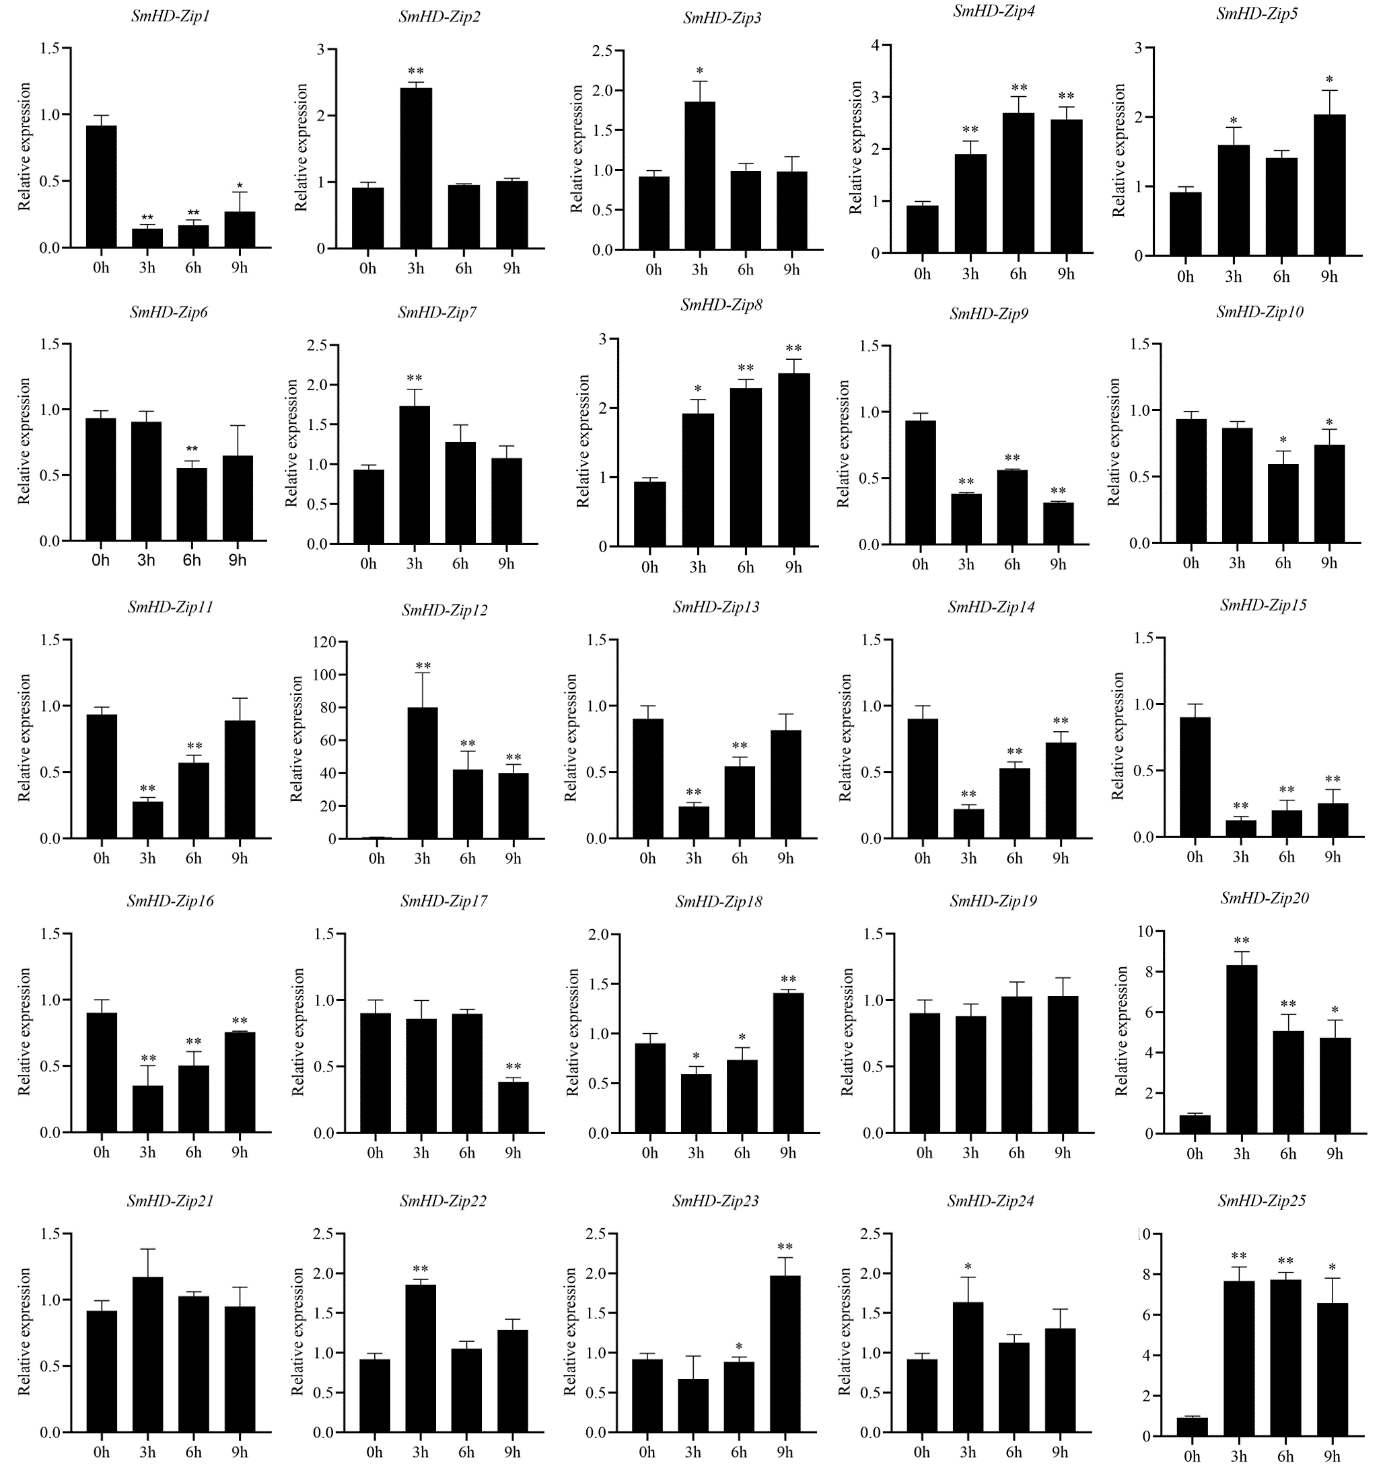 SmHD-Zip1
Relative expression
1.5
1.0
0.5
0.0
** ** *
0h 3h 6h 9h
SmHD-Zip2
Relative expression
3
2
1
0
**
0h 3h 6h 9h
SmHD-Zip3
Relative expression
2.5
2.0
1.5
1.0
0.5
0.0
*
0h 3h 6h 9h
SmHD-Zip4
Relative expression
4
3
2
1
0
** ** **
0h 3h 6h 9h
SmHD-Zip5
Relative expression
3
2
1
0
* *
0h 3h 6h 9h
SmHD-Zip6
Relative expression
1.5
1.0
0.5
0.0
**
0h 3h 6h 9h
SmHD-Zip7
Relative expression
2.5
2.0
1.5
1.0
0.5
0.0
**
0h 3h 6h 9h
SmHD-Zip8
Relative expression
3
2
1
0
* ** **
0h 3h 6h 9h
SmHD-Zip9
Relative expression
1.5
1.0
0.5
0.0
** ** **
0h 3h 6h 9h
SmHD-Zip10
Relative expression
1.5
1.0
0.5
0.0
* *
0h 3h 6h 9h
SmHD-Zip11
Relative expression
1.5
1.0
0.5
0.0
** **
0h 3h 6h 9h
SmHD-Zip12
Relative expression
120
100
80
60
40
20
0
** ** **
0h 3h 6h 9h
SmHD-Zip13
Relative expression
1.5
1.0
0.5
0.0
** **
0h 3h 6h 9h
SmHD-Zip14
Relative expression
1.5
1.0
0.5
0.0
** ** **
0h 3h 6h 9h
SmHD-Zip15
Relative expression
1.5
1.0
0.5
0.0
** ** **
0h 3h 6h 9h
SmHD-Zip16
Relative expression
1.5
1.0
0.5
0.0
** ** **
0h 3h 6h 9h
SmHD-Zip17
Relative expression
1.5
1.0
0.5
0.0
**
0h 3h 6h 9h
SmHD-Zip18
Relative expression
2.0
1.5
1.0
0.5
0.0
* * **
0h 3h 6h 9h
SmHD-Zip19
Relative expression
1.5
1.0
0.5
0.0
0h 3h 6h 9h
SmHD-Zip20
Relative expression
10
8
6
4
2
0
** ** *
0h 3h 6h 9h
SmHD-Zip21
Relative expression
1.5
1.0
0.5
0.0
0h 3h 6h 9h
SmHD-Zip22
Relative expression
2.5
2.0
1.5
1.0
0.5
0.0
**
0h 3h 6h 9h
SmHD-Zip23
Relative expression
2.5
2.0
1.5
1.0
0.5
0.0
* **
0h 3h 6h 9h
SmHD-Zip24
Relative expression
2.5
2.0
1.5
1.0
0.5
0.0
*
0h 3h 6h 9h
SmHD-Zip25
Relative expression
10
8
6
4
2
0
** ** *
0h 3h 6h 9h